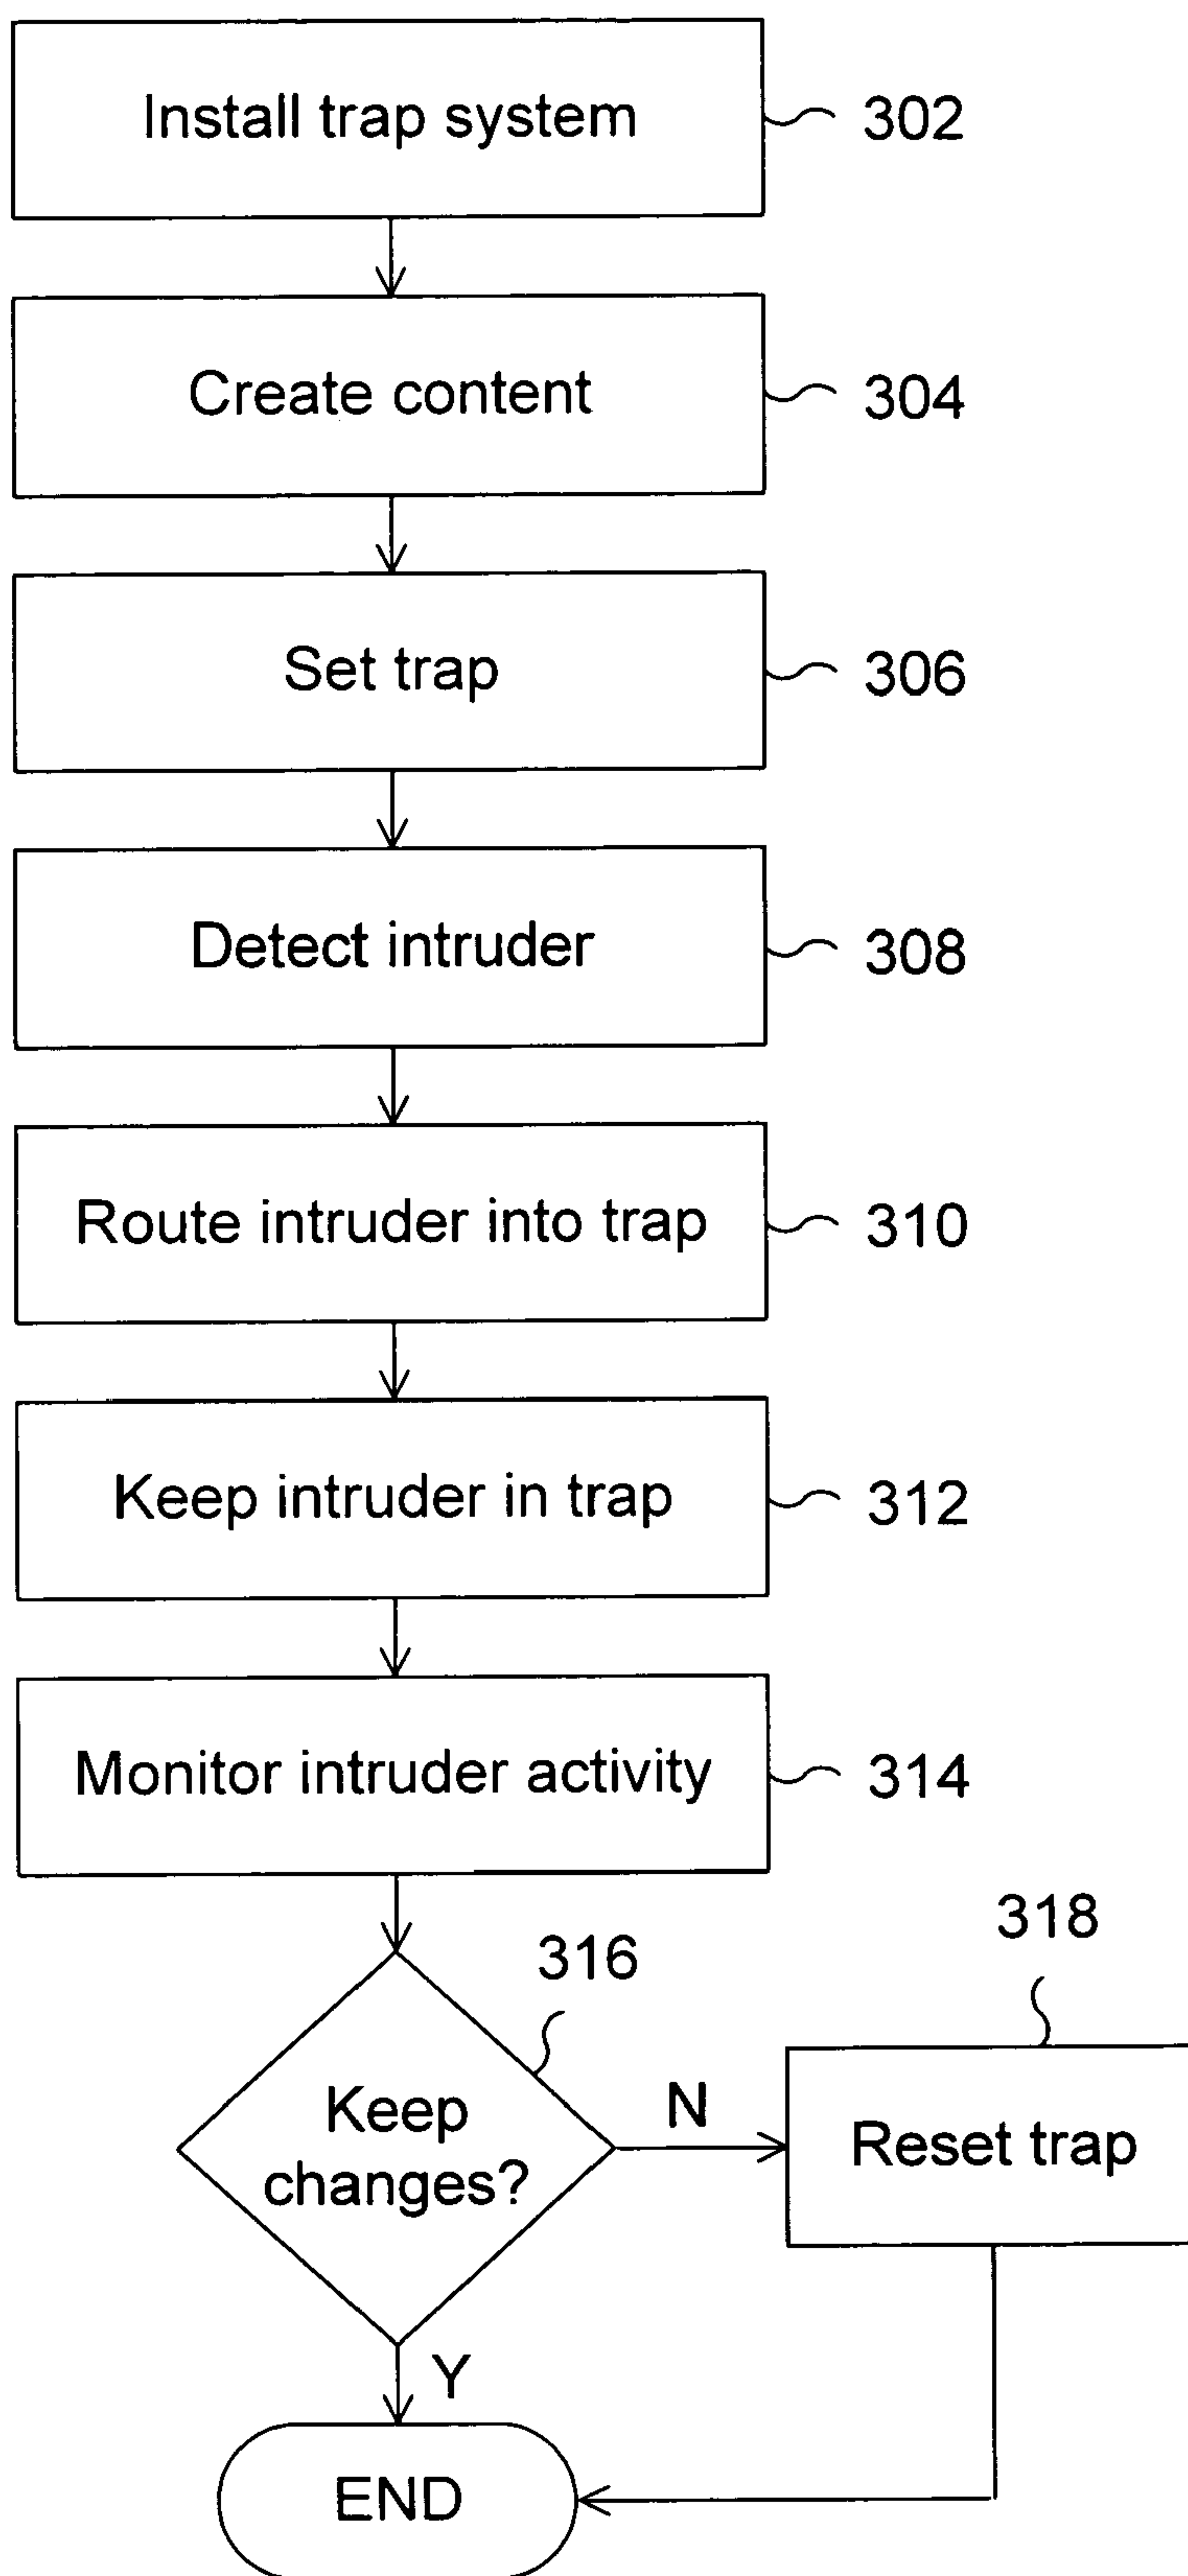 Install trap system
302
Create content
304
Set trap
306
Detect intruder
308
Route intruder into trap
310
Keep intruder in trap
312
Monitor intruder activity
314
316
318
Keep
changes?
N
Reset trap
Y
END